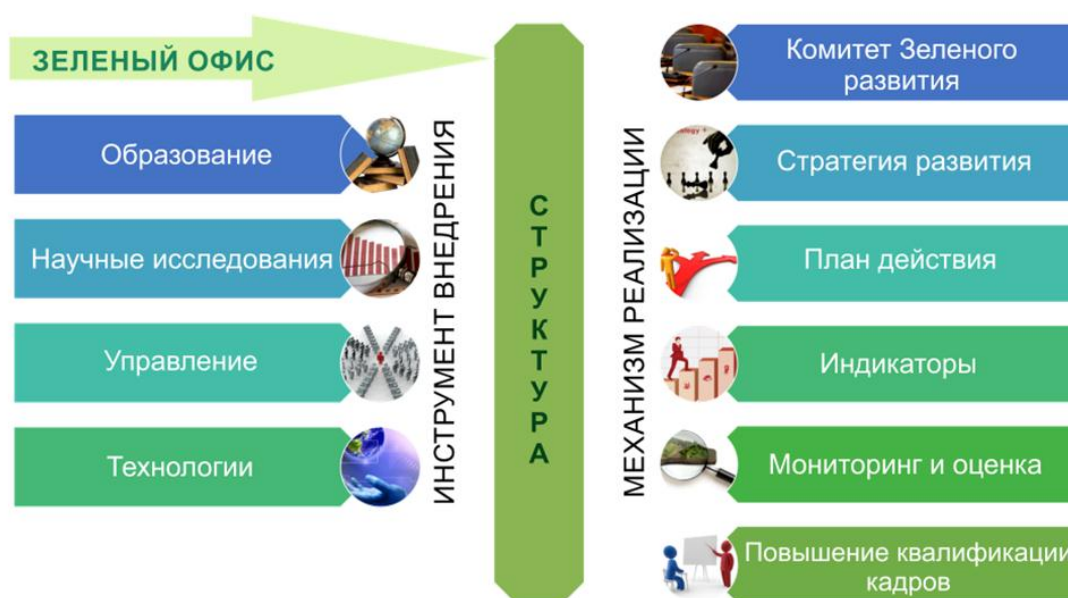 ЗЕЛЕНЫЙ ОФИС
Образование
Научные исследования
Управление
Технологии
ИНСТРУМЕНТ ВНЕДРЕНИЯ
СТРУКТУРА
МЕХАНИЗМ РЕАЛИЗАЦИИ
Комитет Зеленого
развития
Стратегия развития
План действия
Индикаторы
Мониторинг и оценка
Повышение квалификации
кадров